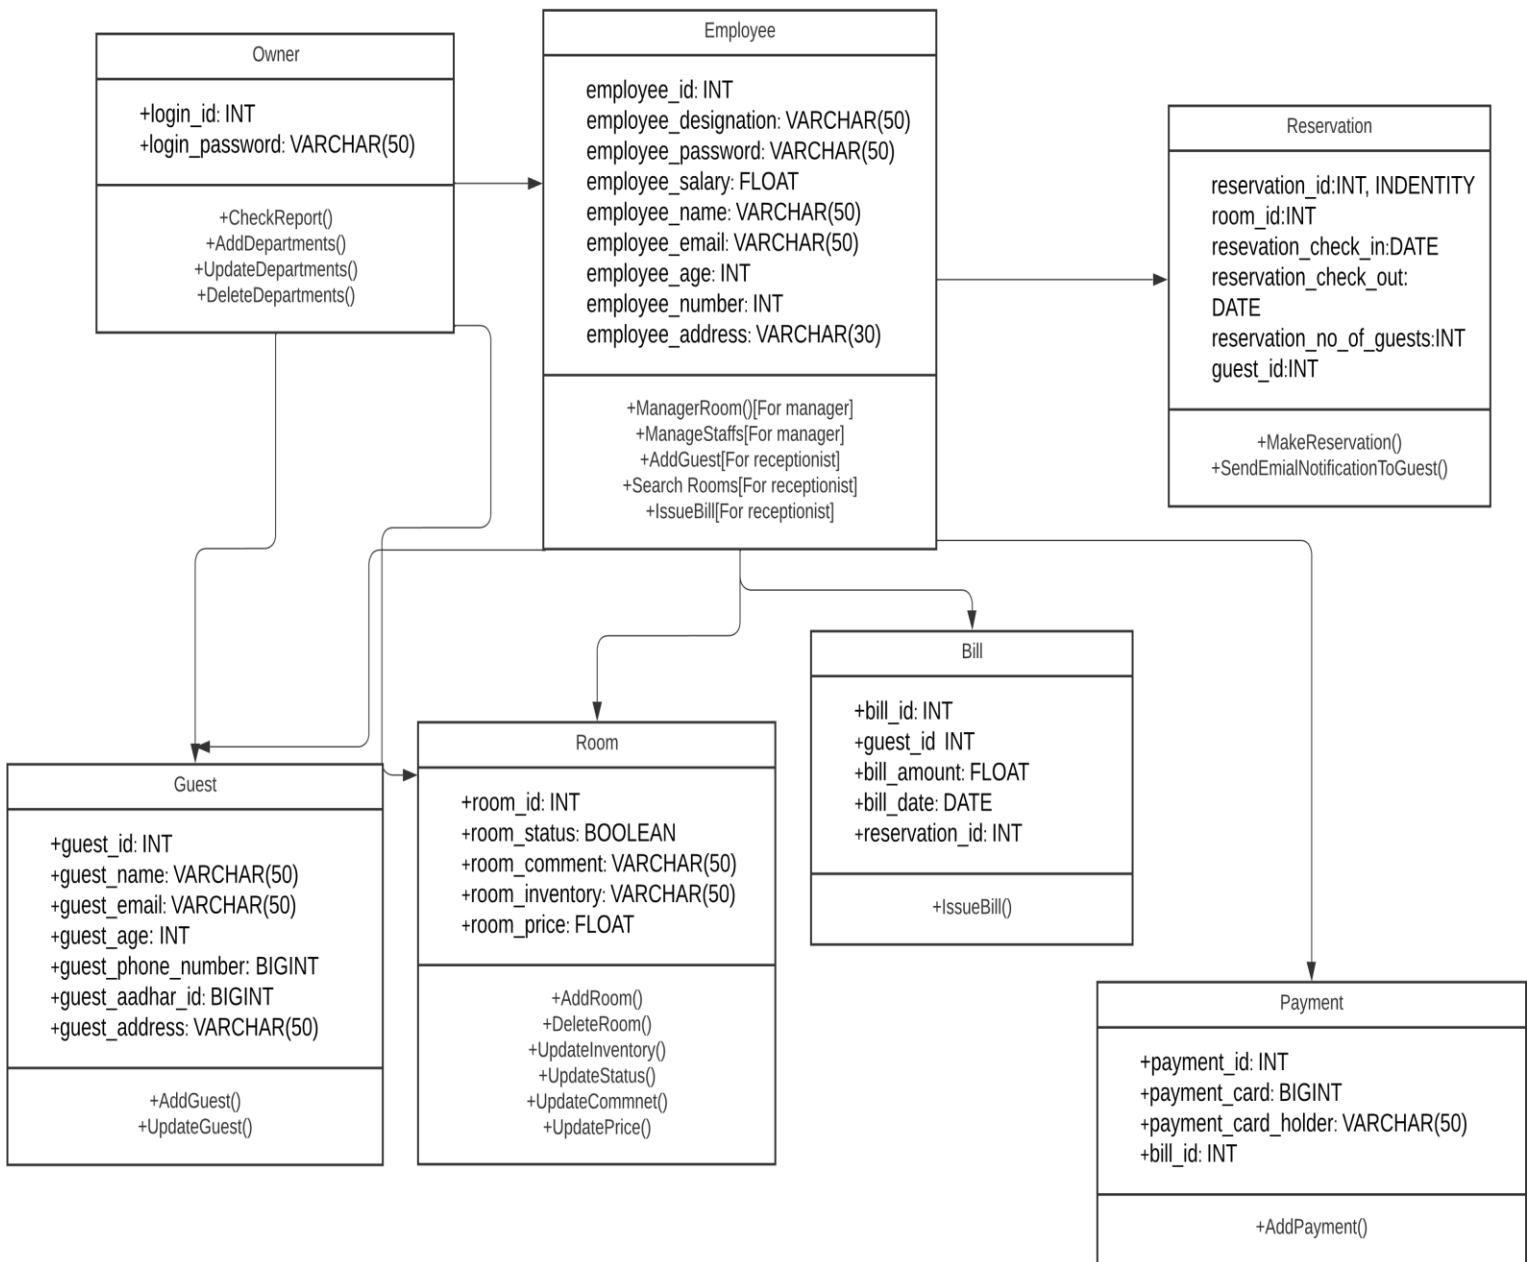 Owner
+login_id: INT
+login_password: VARCHAR(50)
+CheckReport()
+AddDepartments()
+UpdateDepartments()
+DeleteDepartments()
Employee
employee_id: INT
employee_designation: VARCHAR(50)
employee_password: VARCHAR(50)
employee_salary: FLOAT
employee_name: VARCHAR(50)
employee_email: VARCHAR(50)
employee_age: INT
employee_number: INT
employee_address: VARCHAR(30)
+ManagerRoom()[For manager]
+ManageStaffs[For manager]
+AddGuest[For receptionist]
+Search Rooms[For receptionist]
+IssueBill[For receptionist]
Reservation
reservation_id:INT, INDENTITY
room_id:INT
resevation_check_in:DATE
reservation_check_out:
DATE
reservation_no_of_guests:INT
guest_id:INT
+MakeReservation()
+SendEmialNotificationToGuest()
Guest
+guest_id: INT
+guest_name: VARCHAR(50)
+guest_email: VARCHAR(50)
+guest_age: INT
+guest_phone_number: BIGINT
+guest_aadhar_id: BIGINT
+guest_address: VARCHAR(50)
+AddGuest()
+UpdateGuest()
Room
+room_id: INT
+room_status: BOOLEAN
+room_comment: VARCHAR(50)
+room_inventory: VARCHAR(50)
+room_price: FLOAT
+AddRoom()
+DeleteRoom()
+UpdateInventory()
+UpdateStatus()
+UpdateCommnet()
+UpdatePrice()
Bill
+bill_id: INT
+guest_id INT
+bill_amount: FLOAT
+bill_date: DATE
+reservation_id: INT
+IssueBill()
Payment
+payment_id: INT
+payment_card: BIGINT
+payment_card_holder: VARCHAR(50)
+bill_id: INT
+AddPayment()